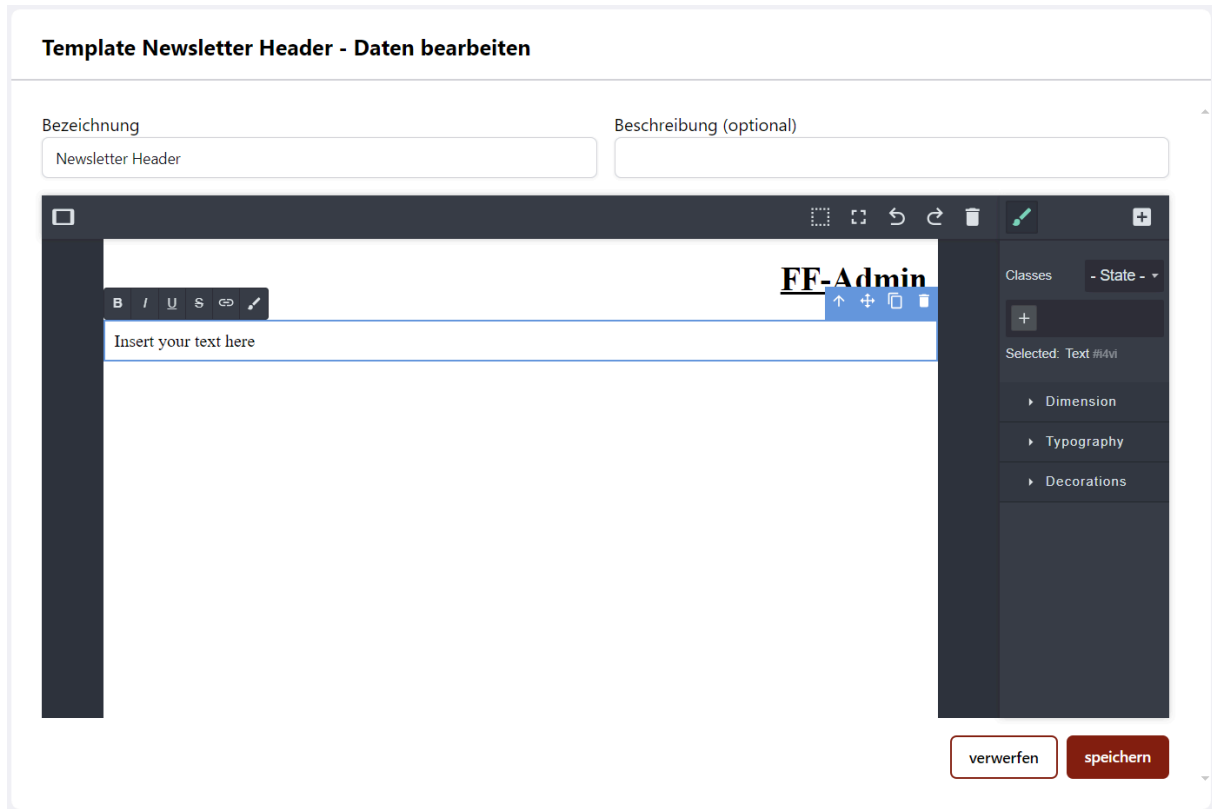 Template Newsletter Header - Daten bearbeiten
Bezeichnung
Beschreibung (optional)
Newsletter Header
FF-Admin
Classes
- State -
B I U S
Insert your text here
Selected: Text #i4vi
Dimension
Typography
Decorations
verwerfen
speichern